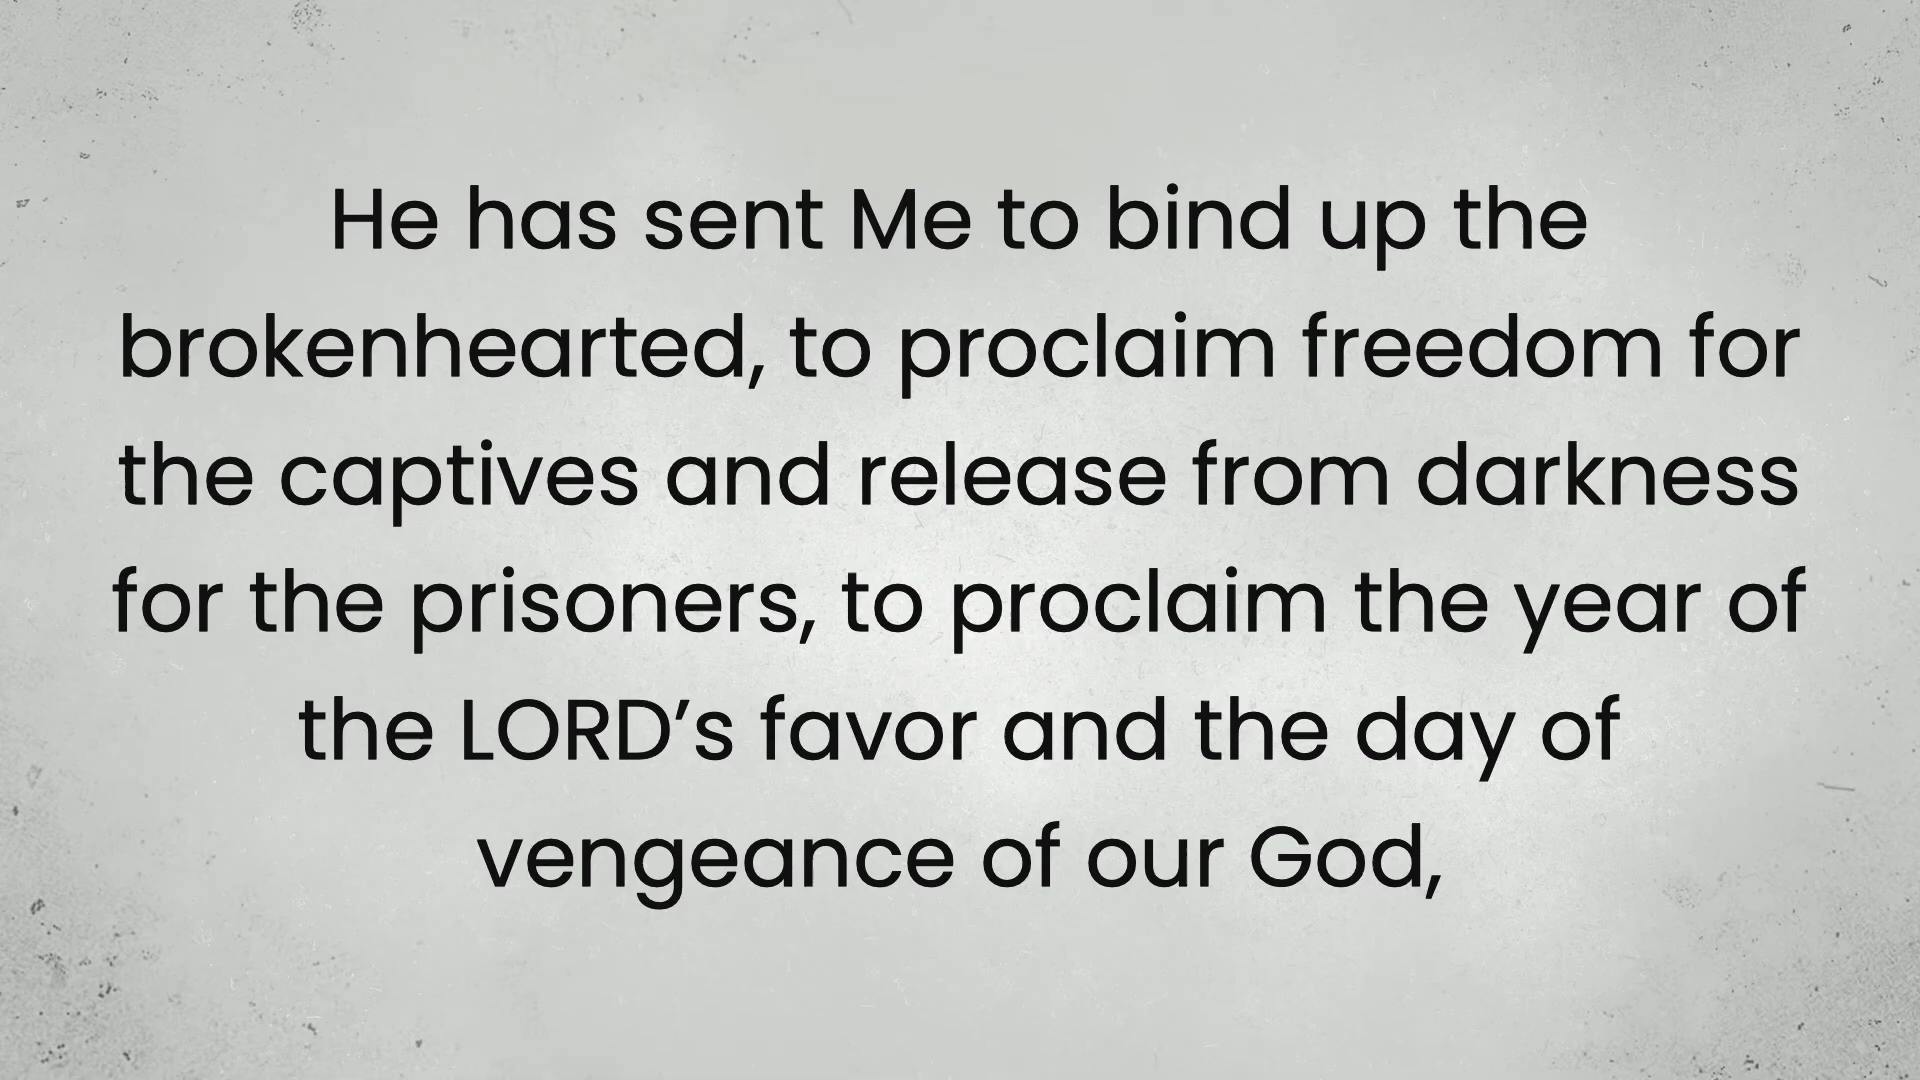 He has sent Me to bind up the
brokenhearted, to proclaim freedom for
the captives and release from darkness
for the prisoners, to proclaim the year of
the LORD’s favor and the day of
vengeance of our God,